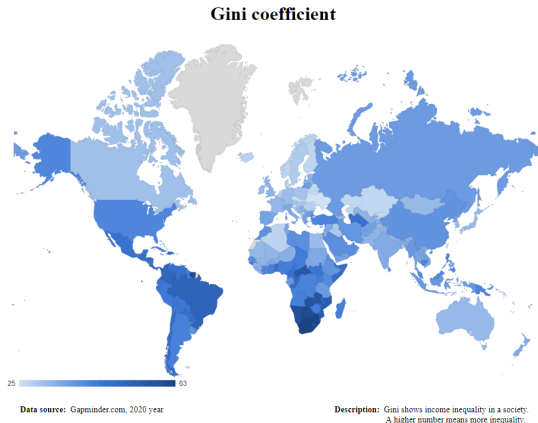 Gini coefficient
25 63
Data source: Gapminder.com, 2020 year
Description: Gini shows income inequality in a society.
A higher number means more inequality.